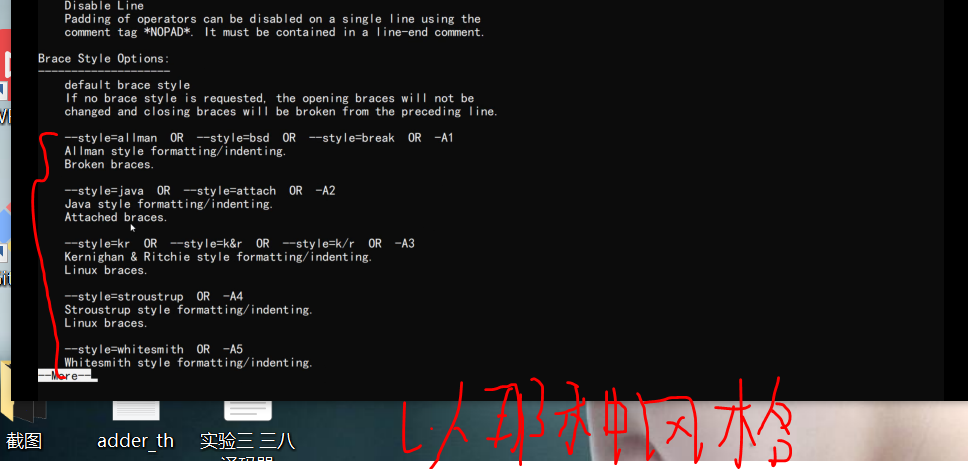 Disable Line
Padding of operators can be disabled on a single line using the
comment tag *NOPAD*. It must be contained in a line-end comment.
Brace Style Options:
--------------------
default brace style
If no brace style is requested, the opening braces will not be
changed and closing braces will be broken from the preceding line.
--style=allman OR --style=bsd OR --style=break OR -A1
Allman style formatting/indenting.
Broken braces.
--style=java OR --style=attach OR -A2
Java style formatting/indenting.
Attached braces.
--style=kr OR --style=k&r OR --style=k/r OR -A3
Kernighan & Ritchie style formatting/indenting.
Linux braces.
--style=stroustrup OR -A4
Stroustrup style formatting/indenting.
Linux braces.
--style=whitesmith OR -A5
Whitesmith style formatting/indenting.
--More--
以那种风格
截图
adder_th
实验三 三八
译码器